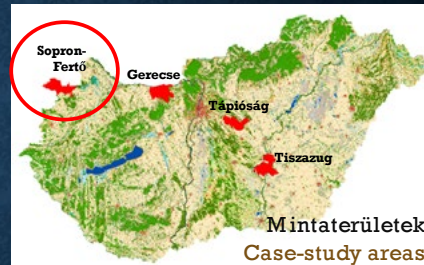 Sopron-
Fertő
Gerecse
Tápióság
Tiszazug
Mintaterületek
Case-study areas